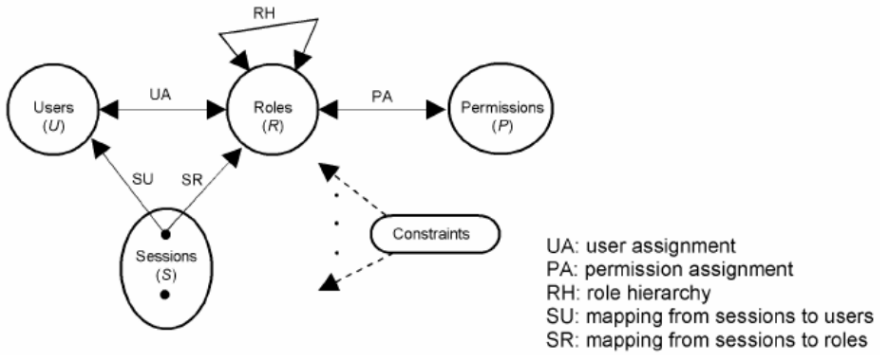 RH
Users
(U)
UA
Roles
(R)
PA
Permissions
(P)
SU
SR
Sessions
(S)
Constraints
UA: user assignment
PA: permission assignment
RH: role hierarchy
SU: mapping from sessions to users
SR: mapping from sessions to roles